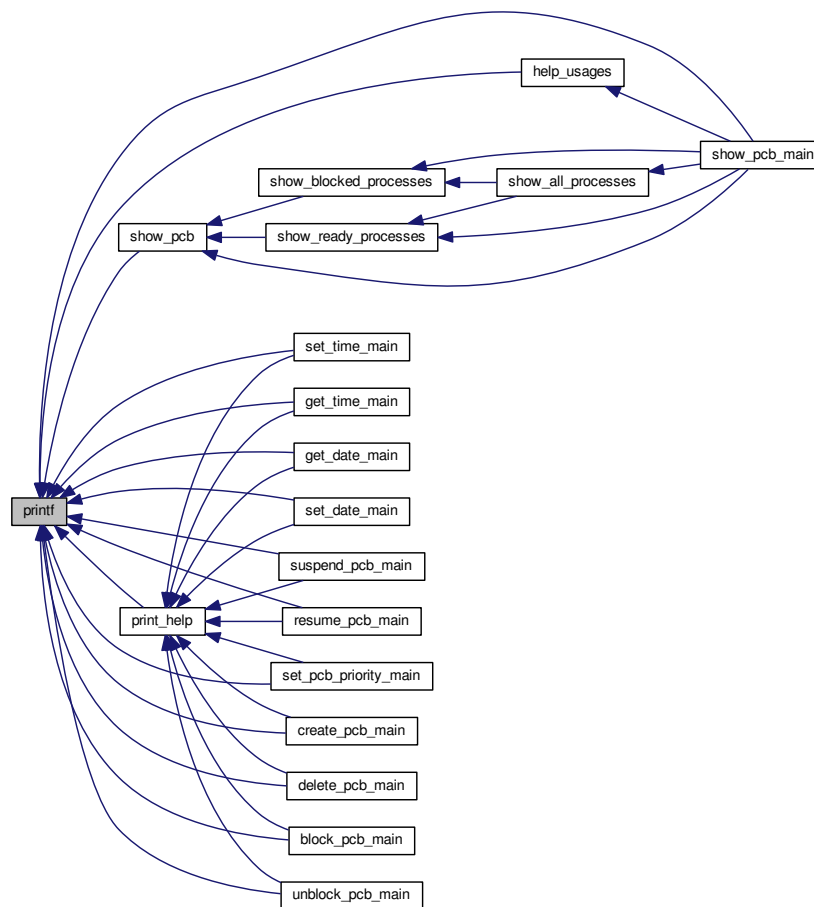 help_usages
show_pcb_main
show_blocked_processes
show_all_processes
show_pcb
show_ready_processes
set_time_main
get_time_main
get_date_main
printf
set_date_main
suspend_pcb_main
print_help
resume_pcb_main
set_pcb_priority_main
create_pcb_main
delete_pcb_main
block_pcb_main
unblock_pcb_main